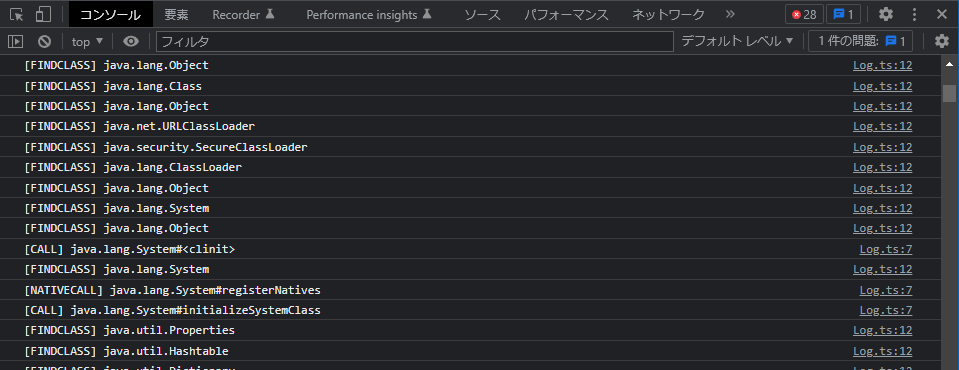 コンソール 要素 Recorder Performance insights ソース パフォーマンス ネットワーク » 28 1
top ▼ フィルタ デフォルト レベル ▼ 1 件の問題: 1
[FINDCLASS] java.lang.Object Log.ts:12
[FINDCLASS] java.lang.Class Log.ts:12
[FINDCLASS] java.lang.Object Log.ts:12
[FINDCLASS] java.net.URLClassLoader Log.ts:12
[FINDCLASS] java.security.SecureClassLoader Log.ts:12
[FINDCLASS] java.lang.ClassLoader Log.ts:12
[FINDCLASS] java.lang.Object Log.ts:12
[FINDCLASS] java.lang.System Log.ts:12
[FINDCLASS] java.lang.Object Log.ts:12
[CALL] java.lang.System#<clinit> Log.ts:7
[FINDCLASS] java.lang.System Log.ts:12
[NATIVECALL] java.lang.System#registerNatives Log.ts:7
[CALL] java.lang.System#initializeSystemClass Log.ts:7
[FINDCLASS] java.util.Properties Log.ts:12
[FINDCLASS] java.util.Hashtable Log.ts:12
[FINDCLASS] java.util.Dictionary Log.ts:12